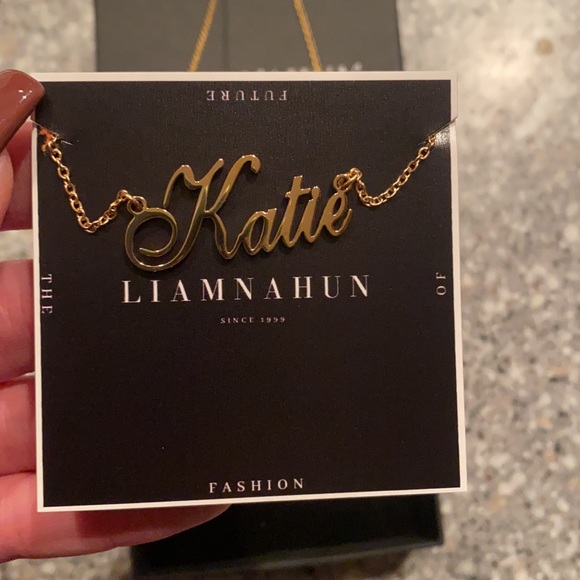 FUTURE
Katie
LIAMNAHUN
SINCE 1999
THE
OF
FASHION